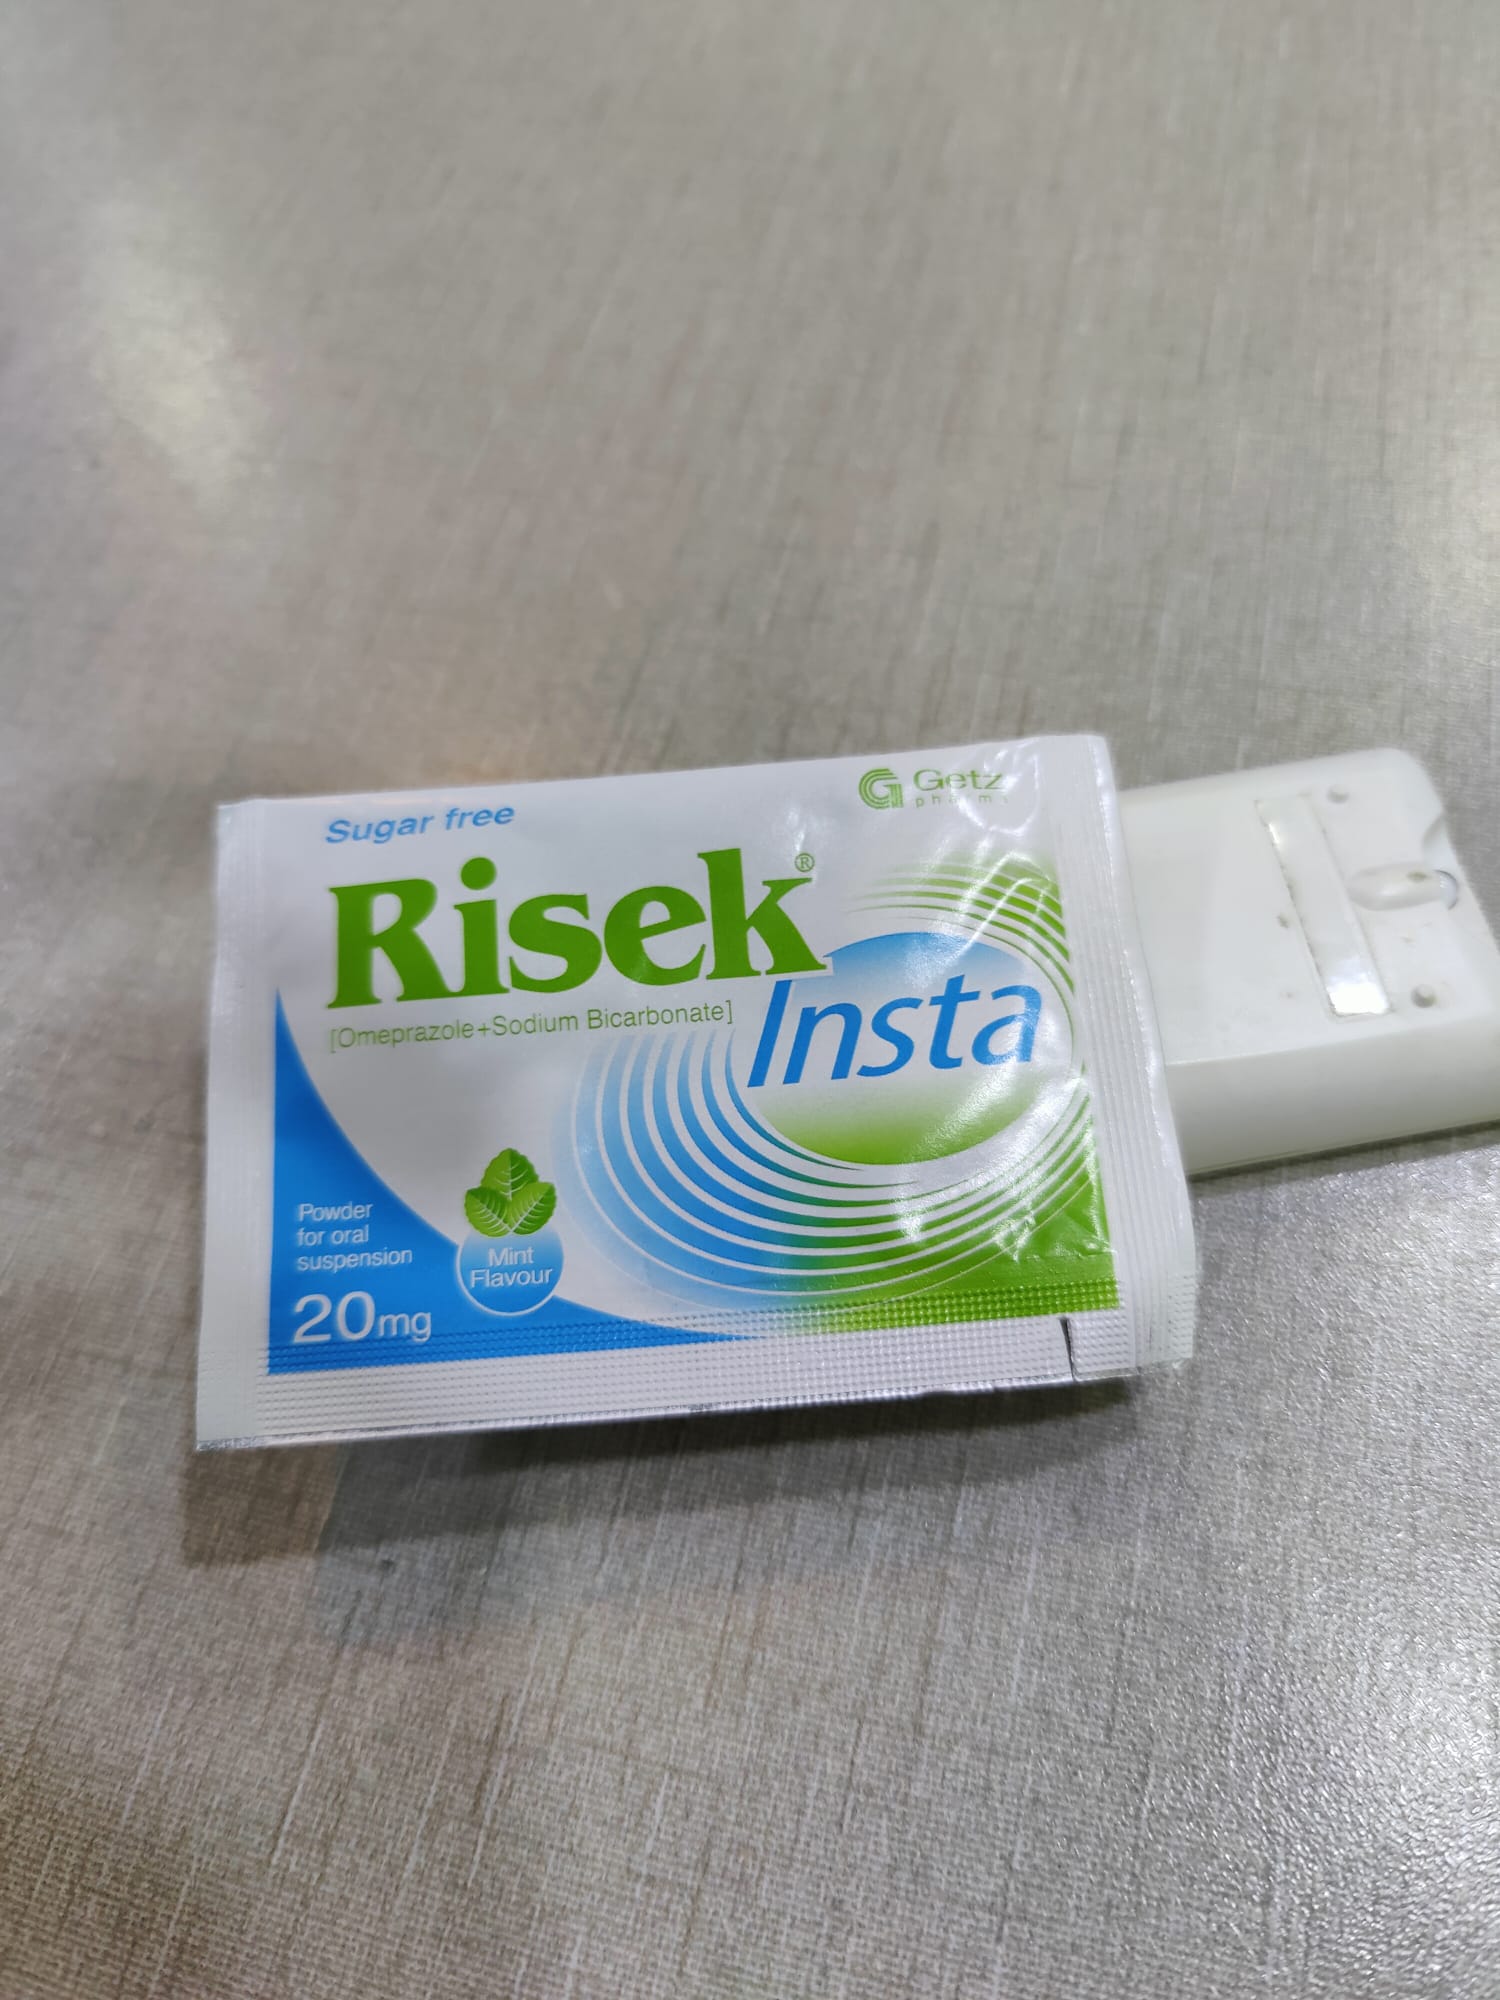 Sugar free
Getz
pharma
Risek®
Insta
[Omeprazole+Sodium Bicarbonate]
Powder
for oral
suspension
20mg
Mint
Flavour